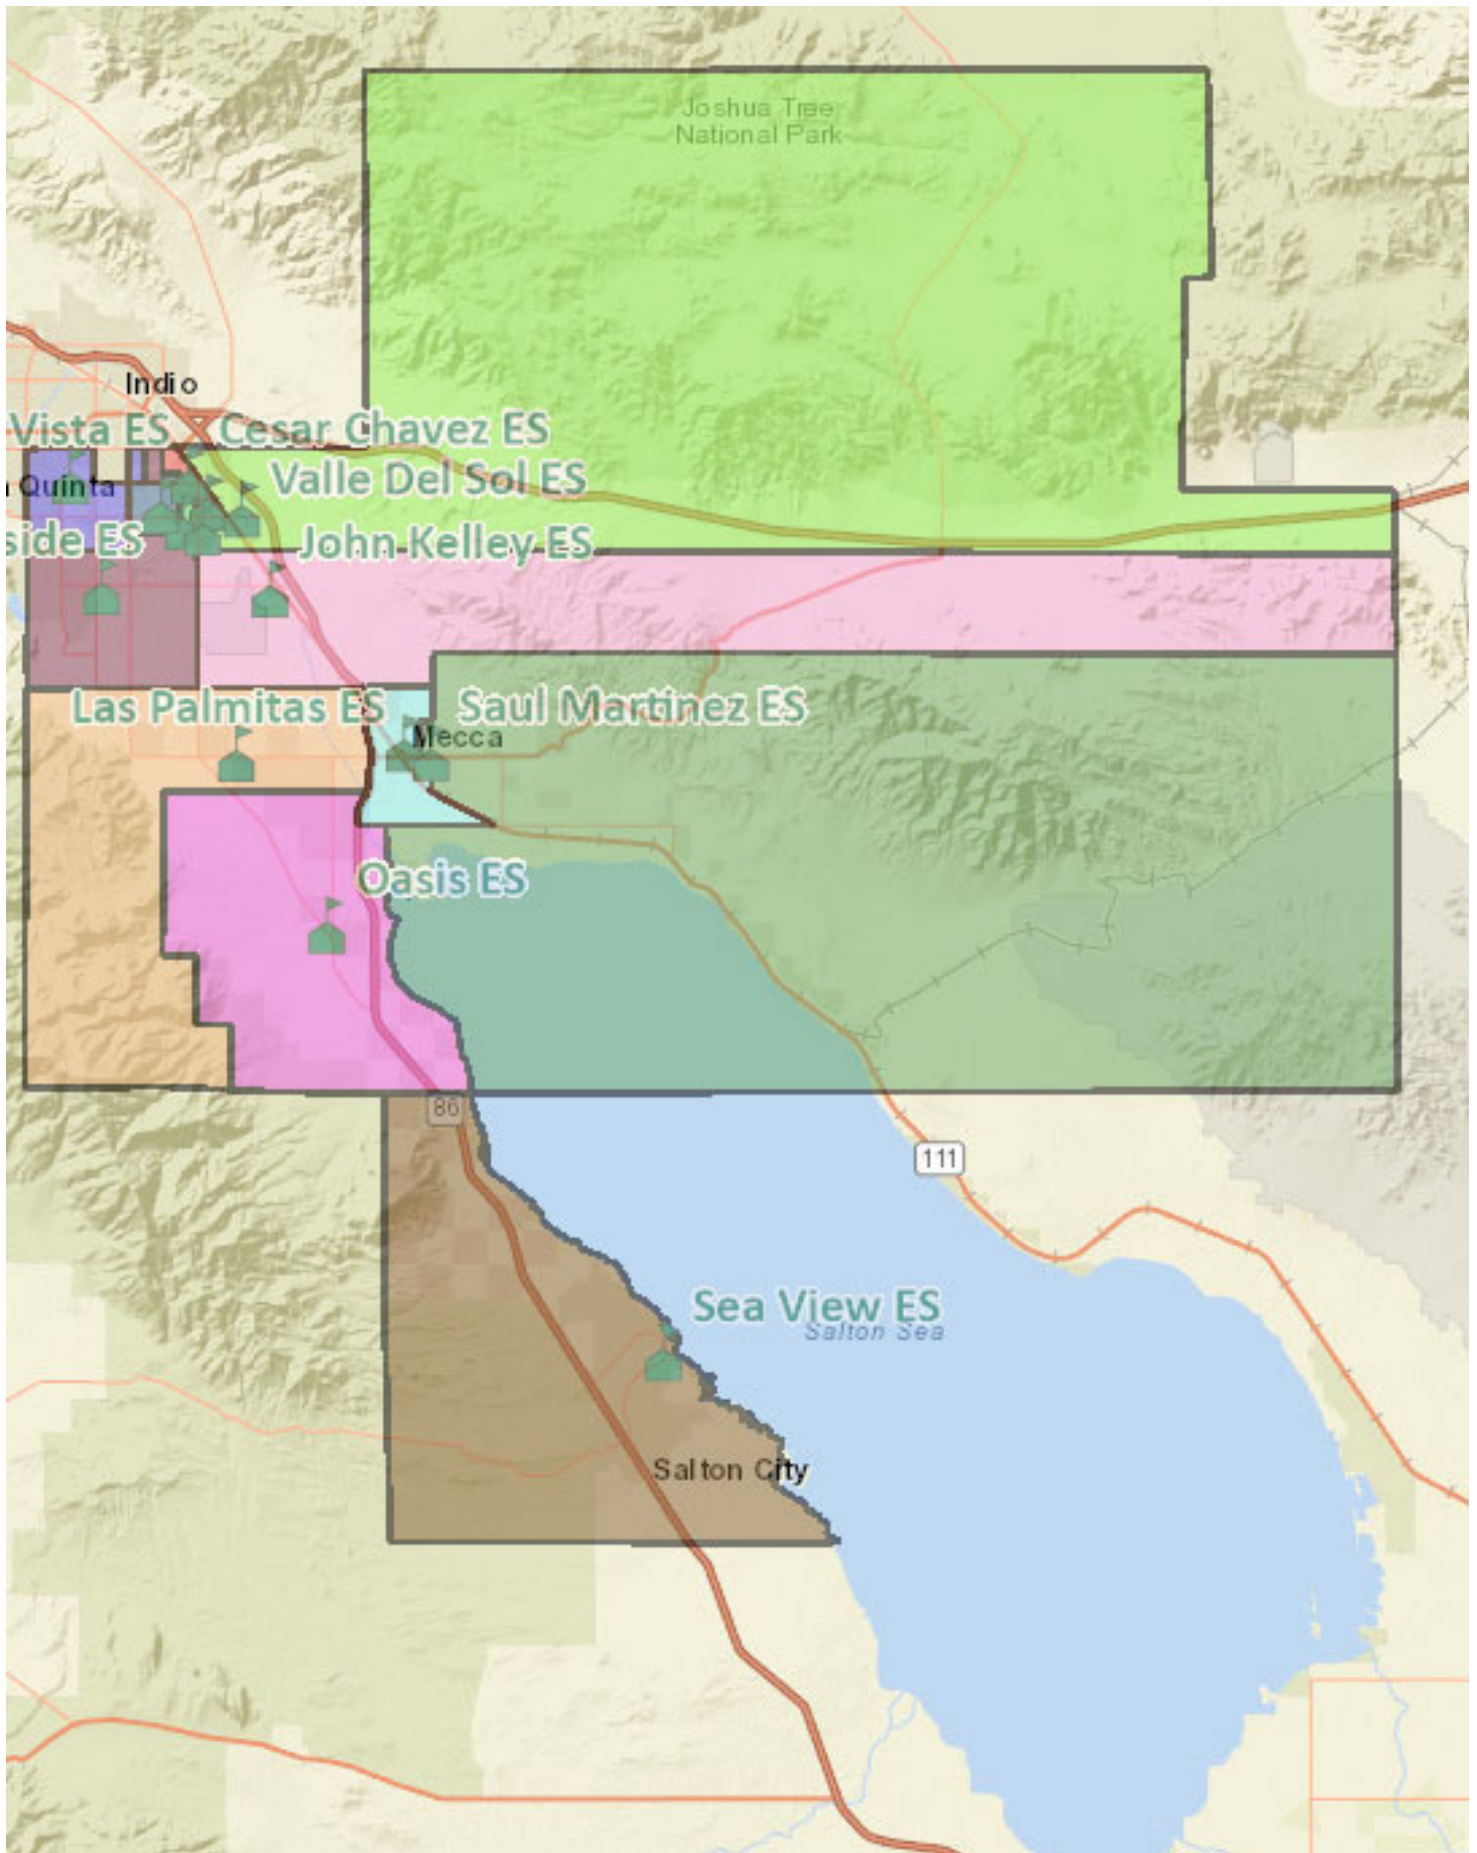 Joshua Tree
National Park
Indio
Vista ES
Cesar Chavez ES
Valle Del Sol ES
Quinta
side ES
John Kelley ES
Las Palmitas ES
Saul Martinez ES
Mecca
Oasis ES
86
111
Sea View ES
Salton Sea
Salton City